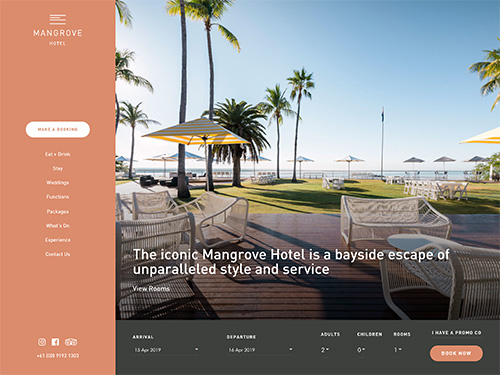 MANGROVE
HOTEL
MAKE A BOOKING
Eat + Drink
Stay
Weddings
Functions
Packages
What's On
Experience
Contact Us
+61 (08) 9192 1303
The iconic Mangrove Hotel is a bayside escape of
unparalleled style and service
View Rooms
ARRIVAL
15 Apr 2019
DEPARTURE
16 Apr 2019
ADULTS
2
CHILDREN
0
ROOMS
1
I HAVE A PROMO CO
BOOK NOW